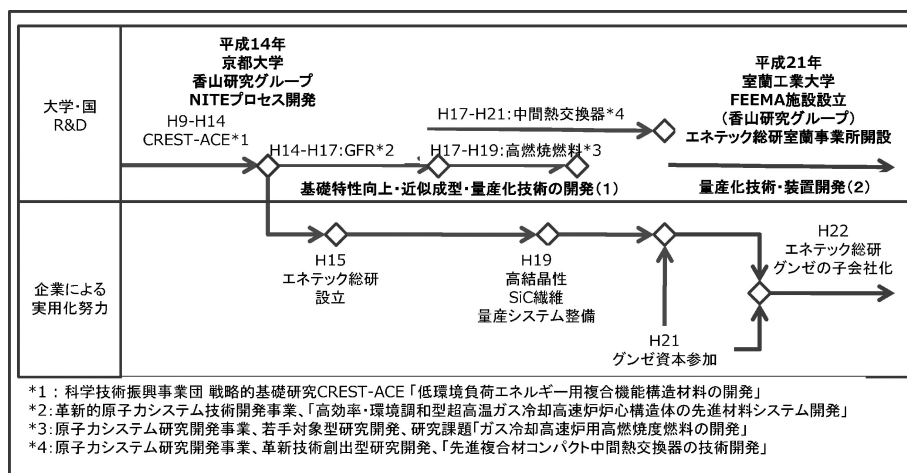 大学・国
R&D
平成14年
京都大学
香山研究グループ
NITEプロセス開発
H9-H14
CREST-ACE*1
H14-H17:GFR*2
H17-H21:中間熱交換器*4
H17-H19:高燃焼燃料*3
基礎特性向上・近似成型・量産化技術の開発(1)
平成21年
室蘭工業大学
FEEMA施設設立
(香山研究グループ)
エネテック総研室蘭事業所開設
量産化技術・装置開発(2)
企業による
実用化努力
H15
エネテック総研
設立
H19
高結晶性
SiC繊維
量産システム整備
H21
グンゼ資本参加
H22
エネテック総研
グンゼの子会社化
*1：科学技術振興事業団 戦略的基礎研究CREST-ACE「低環境負荷エネルギー用複合機能構造材料の開発」
*2：革新的原子力システム技術開発事業、「高効率・環境調和型超高温ガス冷却高速炉炉心構造体の先進材料システム開発」
*3：原子力システム研究開発事業、若手対象型研究開発、研究課題「ガス冷却高速炉用高燃焼度燃料の開発」
*4：原子力システム研究開発事業、革新技術創出型研究開発、「先進複合材コンパクト中間熱交換器の技術開発」